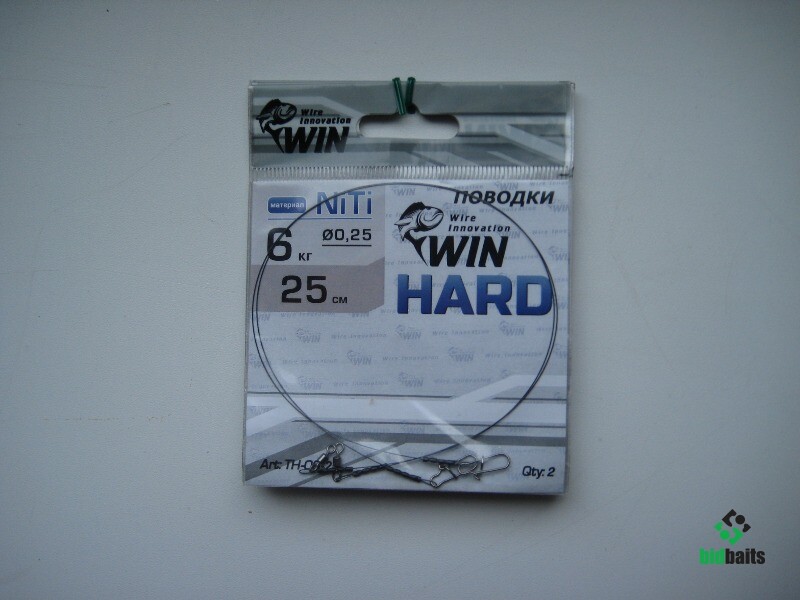 Wire
Innovation
WIN
материал NiTi
6 кг Ø0,25
25 см
поводки
Wire
Innovation
WIN
HARD
Qty: 2
bidbaits